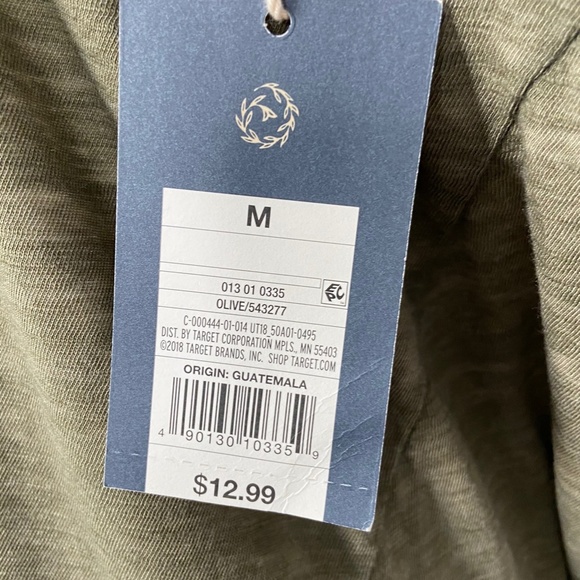 M
013 01 0335
EPC
OLIVE/543277
C-000444-01-014 UT18_50A01-0495
DIST. BY TARGET CORPORATION MPLS., MN 55403
©2018 TARGET BRANDS, INC. SHOP TARGET.COM
ORIGIN: GUATEMALA
4 90130 10335 9
$12.99